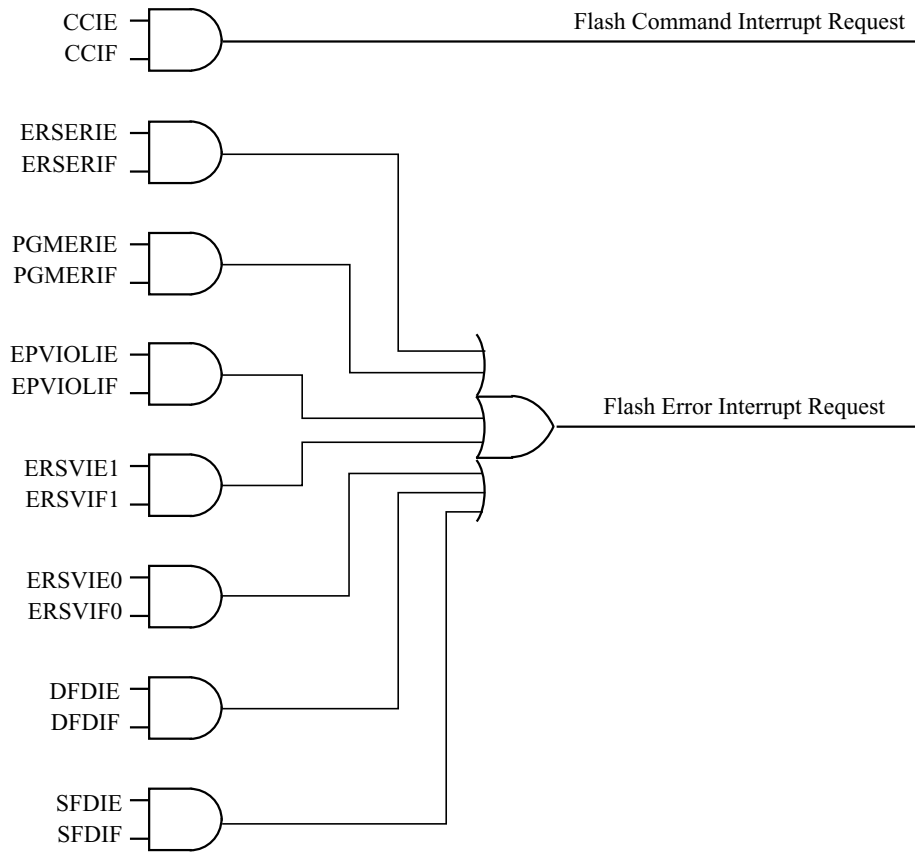 CCIE
CCIF
Flash Command Interrupt Request
ERSERIE
ERSERIF
PGMERIE
PGMERIF
EPVIOLIE
EPVIOLIF
Flash Error Interrupt Request
ERSVIE1
ERSVIF1
ERSVIE0
ERSVIF0
DFDIE
DFDIF
SFDIE
SFDIF